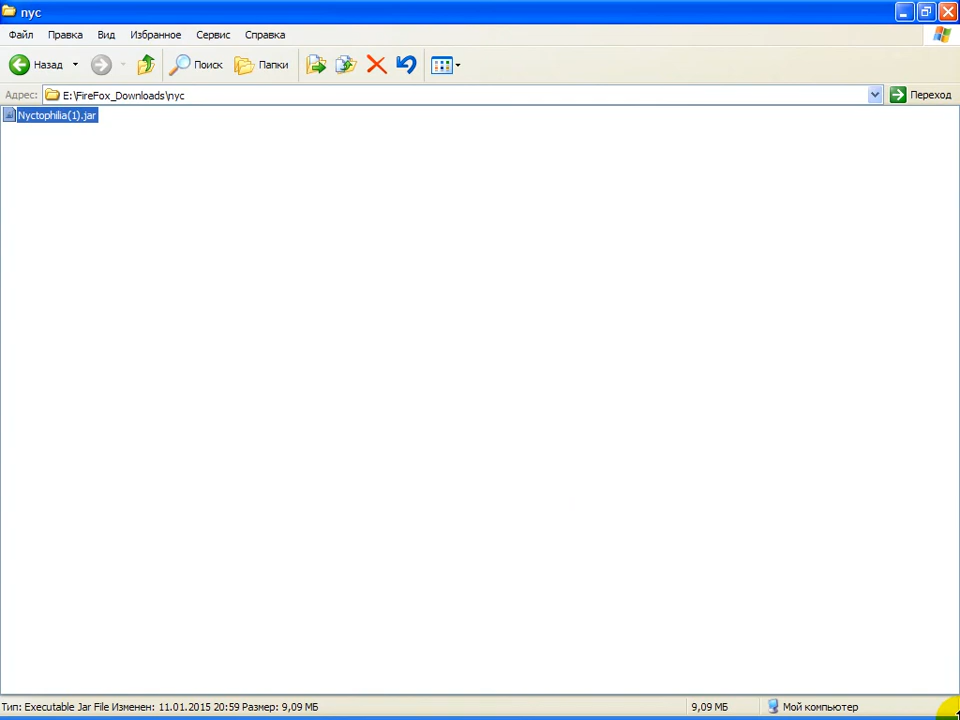 nyc
Файл Правка Вид Избранное Сервис Справка
Назад Поиск Папки
Адрес: E:\FireFox_Downloads\nyc Переход
Nyctophilia(1).jar
Тип: Executable Jar File Изменен: 11.01.2015 20:59 Размер: 9,09 МБ 9,09 МБ Мой компьютер